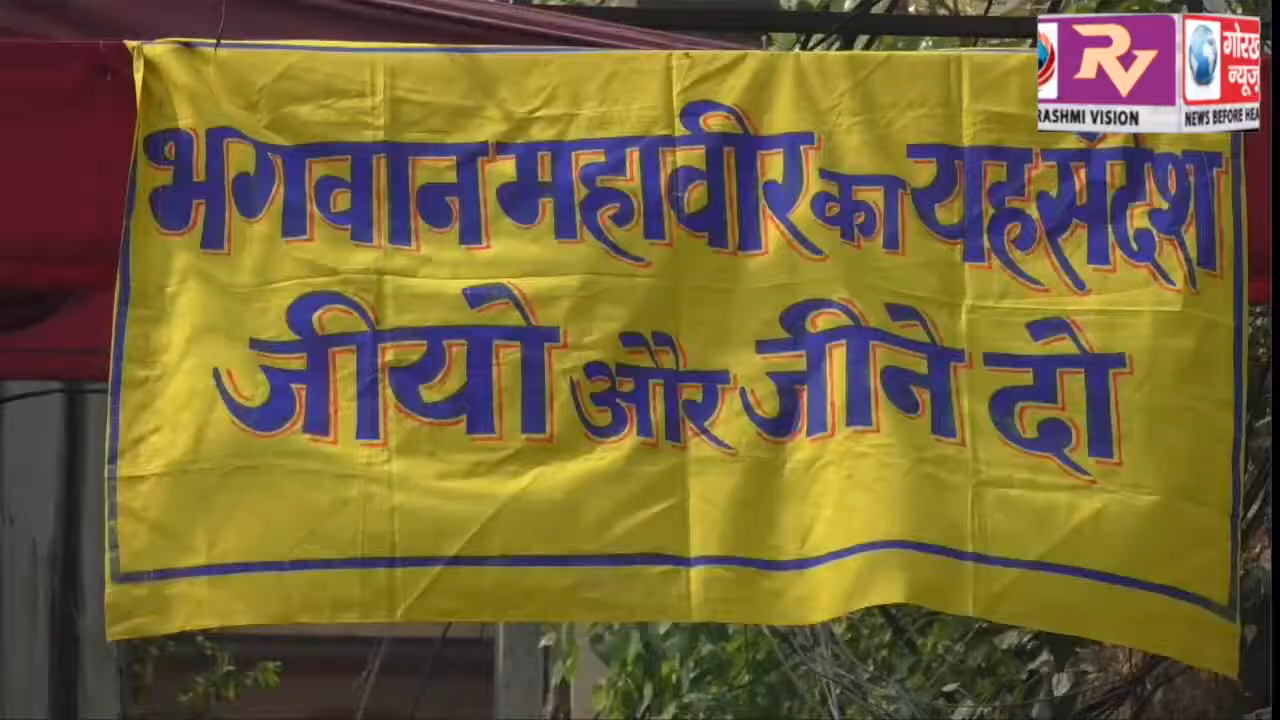 भगवान महावीर का यह संदेश
जीयो और जीने दो
RV
RASHMI VISION
गोरख
न्यूज़
NEWS BEFORE HEA